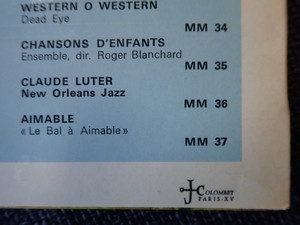 WESTERN O WESTERN
Dead Eye
MM 34
CHANSONS D'ENFANTS
Ensemble, dir. Roger Blanchard
MM 35
CLAUDE LUTER
New Orleans Jazz
MM 36
AIMABLE
« Le Bal à Aimable»
MM 37
J COLOMBET
PARIS-XV